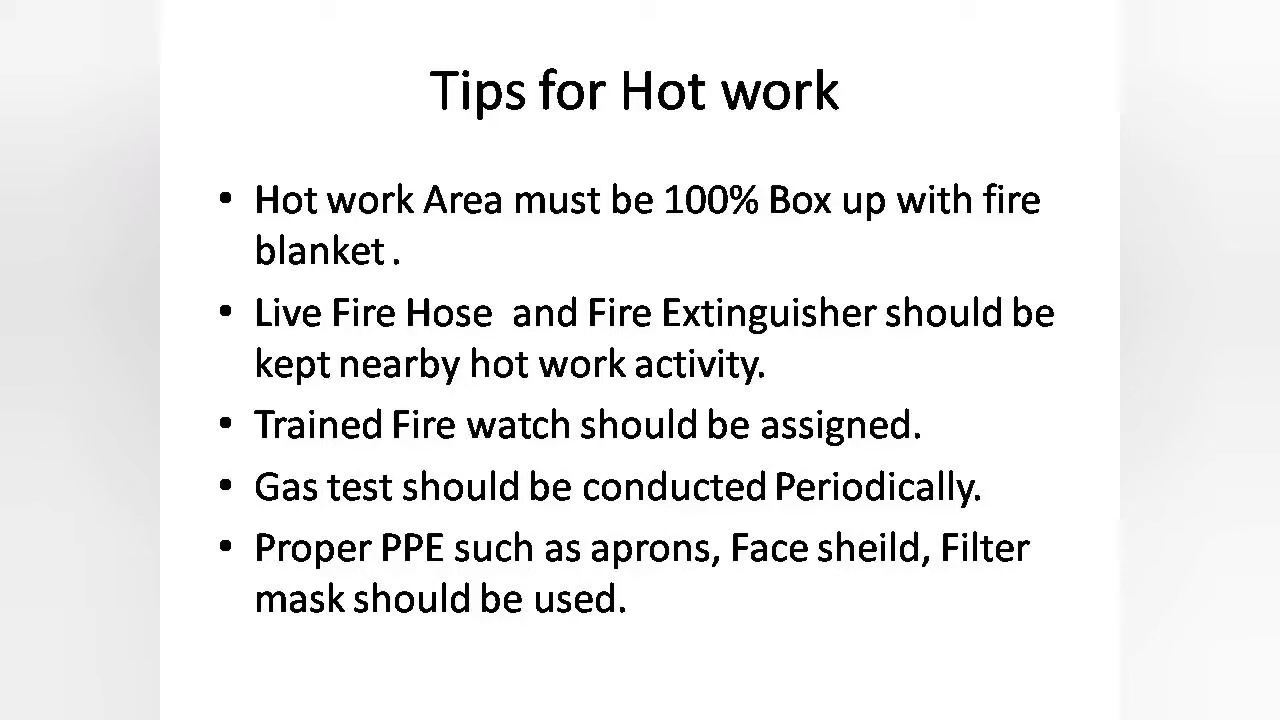 Tips for Hot work
• Hot work Area must be 100% Box up with fire
blanket .
• Live Fire Hose  and Fire Extinguisher should be
kept nearby hot work activity.
• Trained Fire watch should be assigned.
• Gas test should be conducted Periodically.
• Proper PPE such as aprons, Face sheild, Filter
mask should be used.